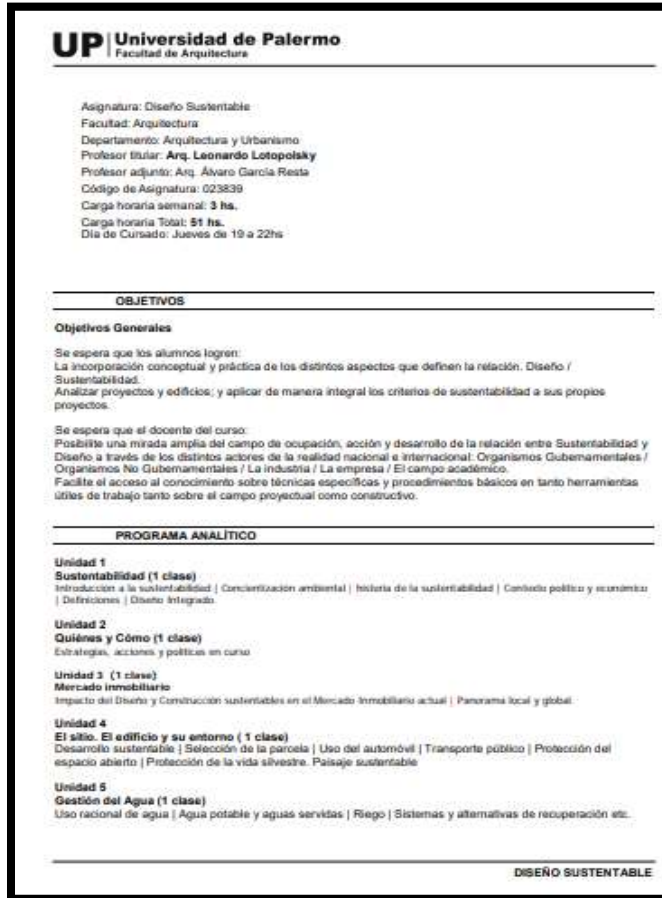 UP | Universidad de Palermo
Facultad de Arquitectura
Asignatura: Diseño Sustentable
Facultad: Arquitectura
Departamento: Arquitectura y Urbanismo
Profesor titular: Arq. Leonardo Lotopolsky
Profesor adjunto: Arq. Álvaro García Resta
Código de Asignatura: 023839
Carga horaria semanal: 3 hs.
Carga horaria Total: 51 hs.
Día de Cursado: Jueves de 19 a 22hs
OBJETIVOS
Objetivos Generales
Se espera que los alumnos logren:
La incorporación conceptual y práctica de los distintos aspectos que definen la relación. Diseño /
Sustentabilidad.
Analizar proyectos y edificios; y aplicar de manera integral los criterios de sustentabilidad a sus propios
proyectos.
Se espera que el docente del curso:
Posibilite una mirada amplia del campo de ocupación, acción y desarrollo de la relación entre Sustentabilidad y
Diseño a través de los distintos actores de la realidad nacional e internacional: Organismos Gubernamentales /
Organismos No Gubernamentales / La industria / La empresa / El campo académico.
Facilite el acceso al conocimiento sobre técnicas específicas y procedimientos básicos en tanto herramientas
útiles de trabajo tanto sobre el campo proyectual como constructivo.
PROGRAMA ANALÍTICO
Unidad 1
Sustentabilidad (1 clase)
Introducción a la sustentabilidad | Concientización ambiental | historia de la sustentabilidad | Contexto político y económico
| Definiciones | Diseño Integrado.
Unidad 2
Quiénes y Cómo (1 clase)
Estrategias, acciones y políticas en curso
Unidad 3 (1 clase)
Mercado inmobiliario
Impacto del Diseño y Construcción sustentables en el Mercado Inmobiliario actual | Panorama local y global.
Unidad 4
El sitio. El edificio y su entorno ( 1 clase)
Desarrollo sustentable | Selección de la parcela | Uso del automóvil | Transporte público | Protección del
espacio abierto | Protección de la vida silvestre. Paisaje sustentable
Unidad 5
Gestión del Agua (1 clase)
Uso racional de agua | Agua potable y aguas servidas | Riego | Sistemas y alternativas de recuperación etc.
DISEÑO SUSTENTABLE